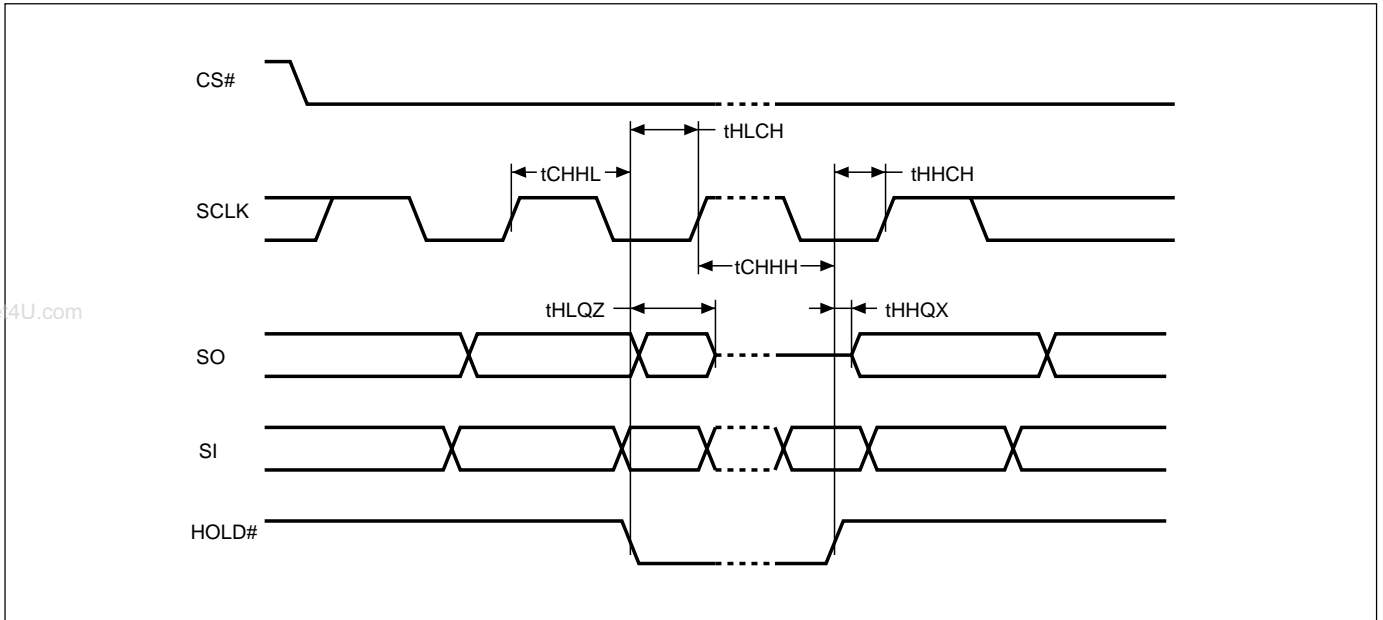 CS#
tHLCH
tCHHL
tHHCH
SCLK
tCHHH
tHLQZ
tHHQX
4U.com
SO
SI
HOLD#